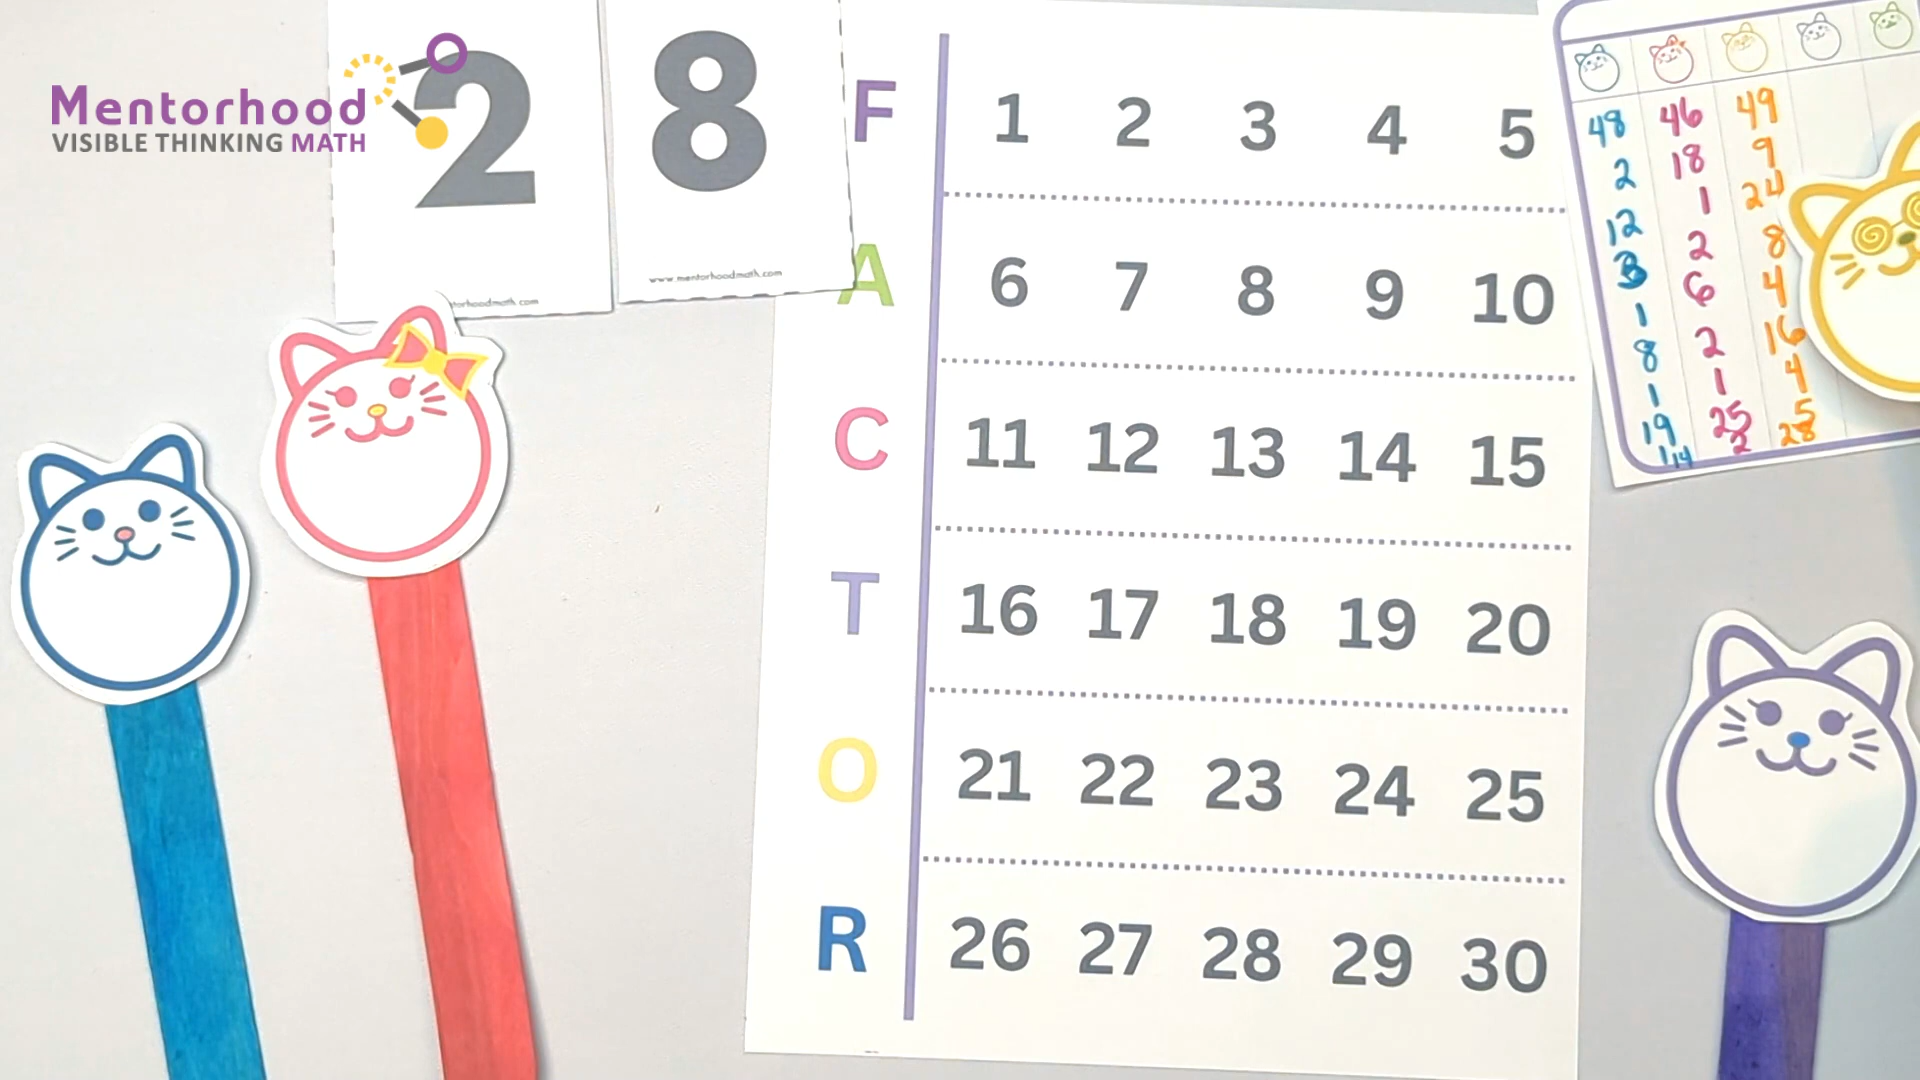 Mentorhood
VISIBLE THINKING MATH
2 8
www.mentorhoodmath.com
F 1 2 3 4 5
A 6 7 8 9 10
C 11 12 13 14 15
T 16 17 18 19 20
O 21 22 23 24 25
R 26 27 28 29 30
48 46 49
2 18 9
12 1 24
2 8
6 4
1 2 16
8 1 4
1 25 5
19 2 28
14